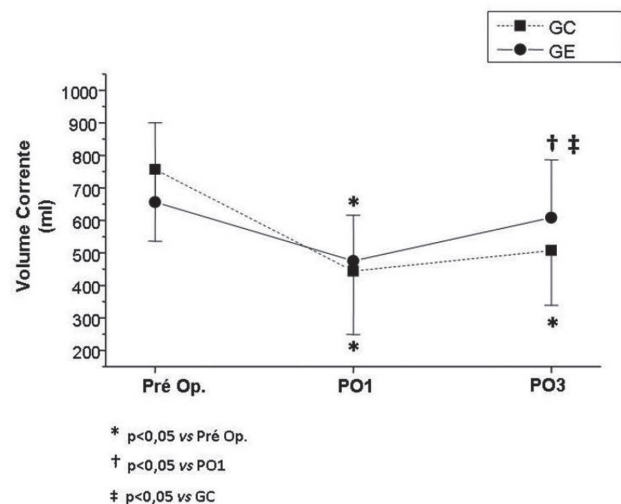 GC
GE
Volume Corrente
(ml)
1000
900
800
700
600
500
400
300
200
† ‡
*
*
*
Pré Op.
PO1
PO3
* p<0,05 vs Pré Op.
† p<0,05 vs PO1
‡ p<0,05 vs GC